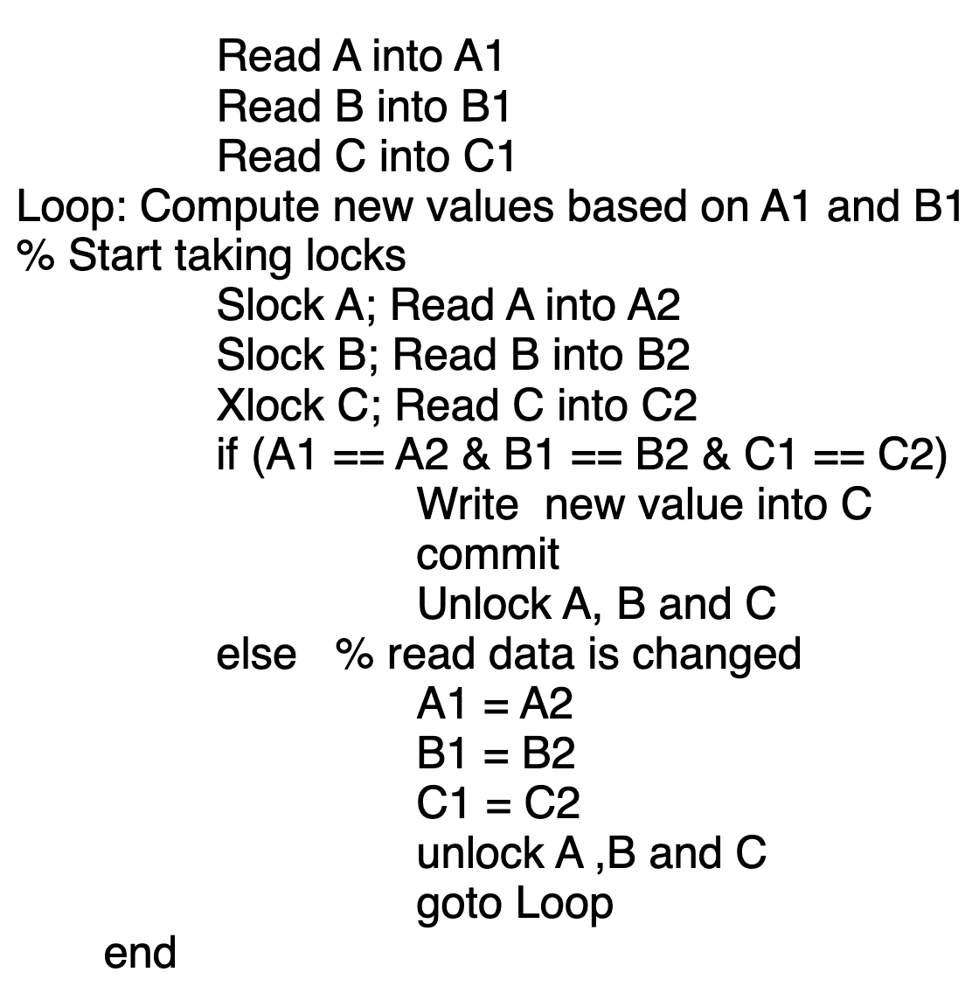 Read A into A1
Read B into B1
Read C into C1
Loop: Compute new values based on A1 and B1
% Start taking locks
Slock A; Read A into A2
Slock B; Read B into B2
Xlock C; Read C into C2
if (A1 == A2 & B1 == B2 & C1 == C2)
Write  new value into C
commit
Unlock A, B and C
else   % read data is changed
A1 = A2
B1 = B2
C1 = C2
unlock A ,B and C
goto Loop
end